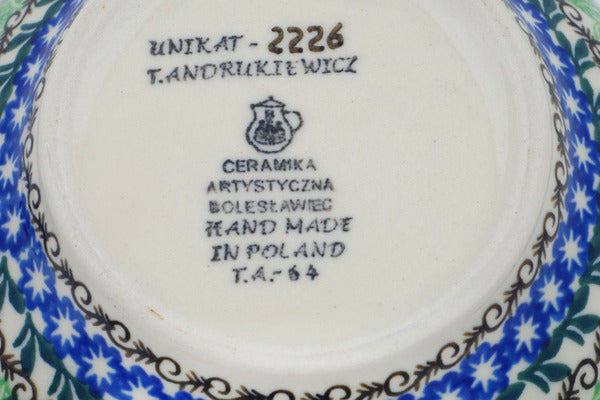 UNIKAT - 2226
T.ANDRUKIEWICZ
CERAMIKA
ARTYSTYCZNA
BOLESŁAWIEC
HAND MADE
IN POLAND
T.A.-64